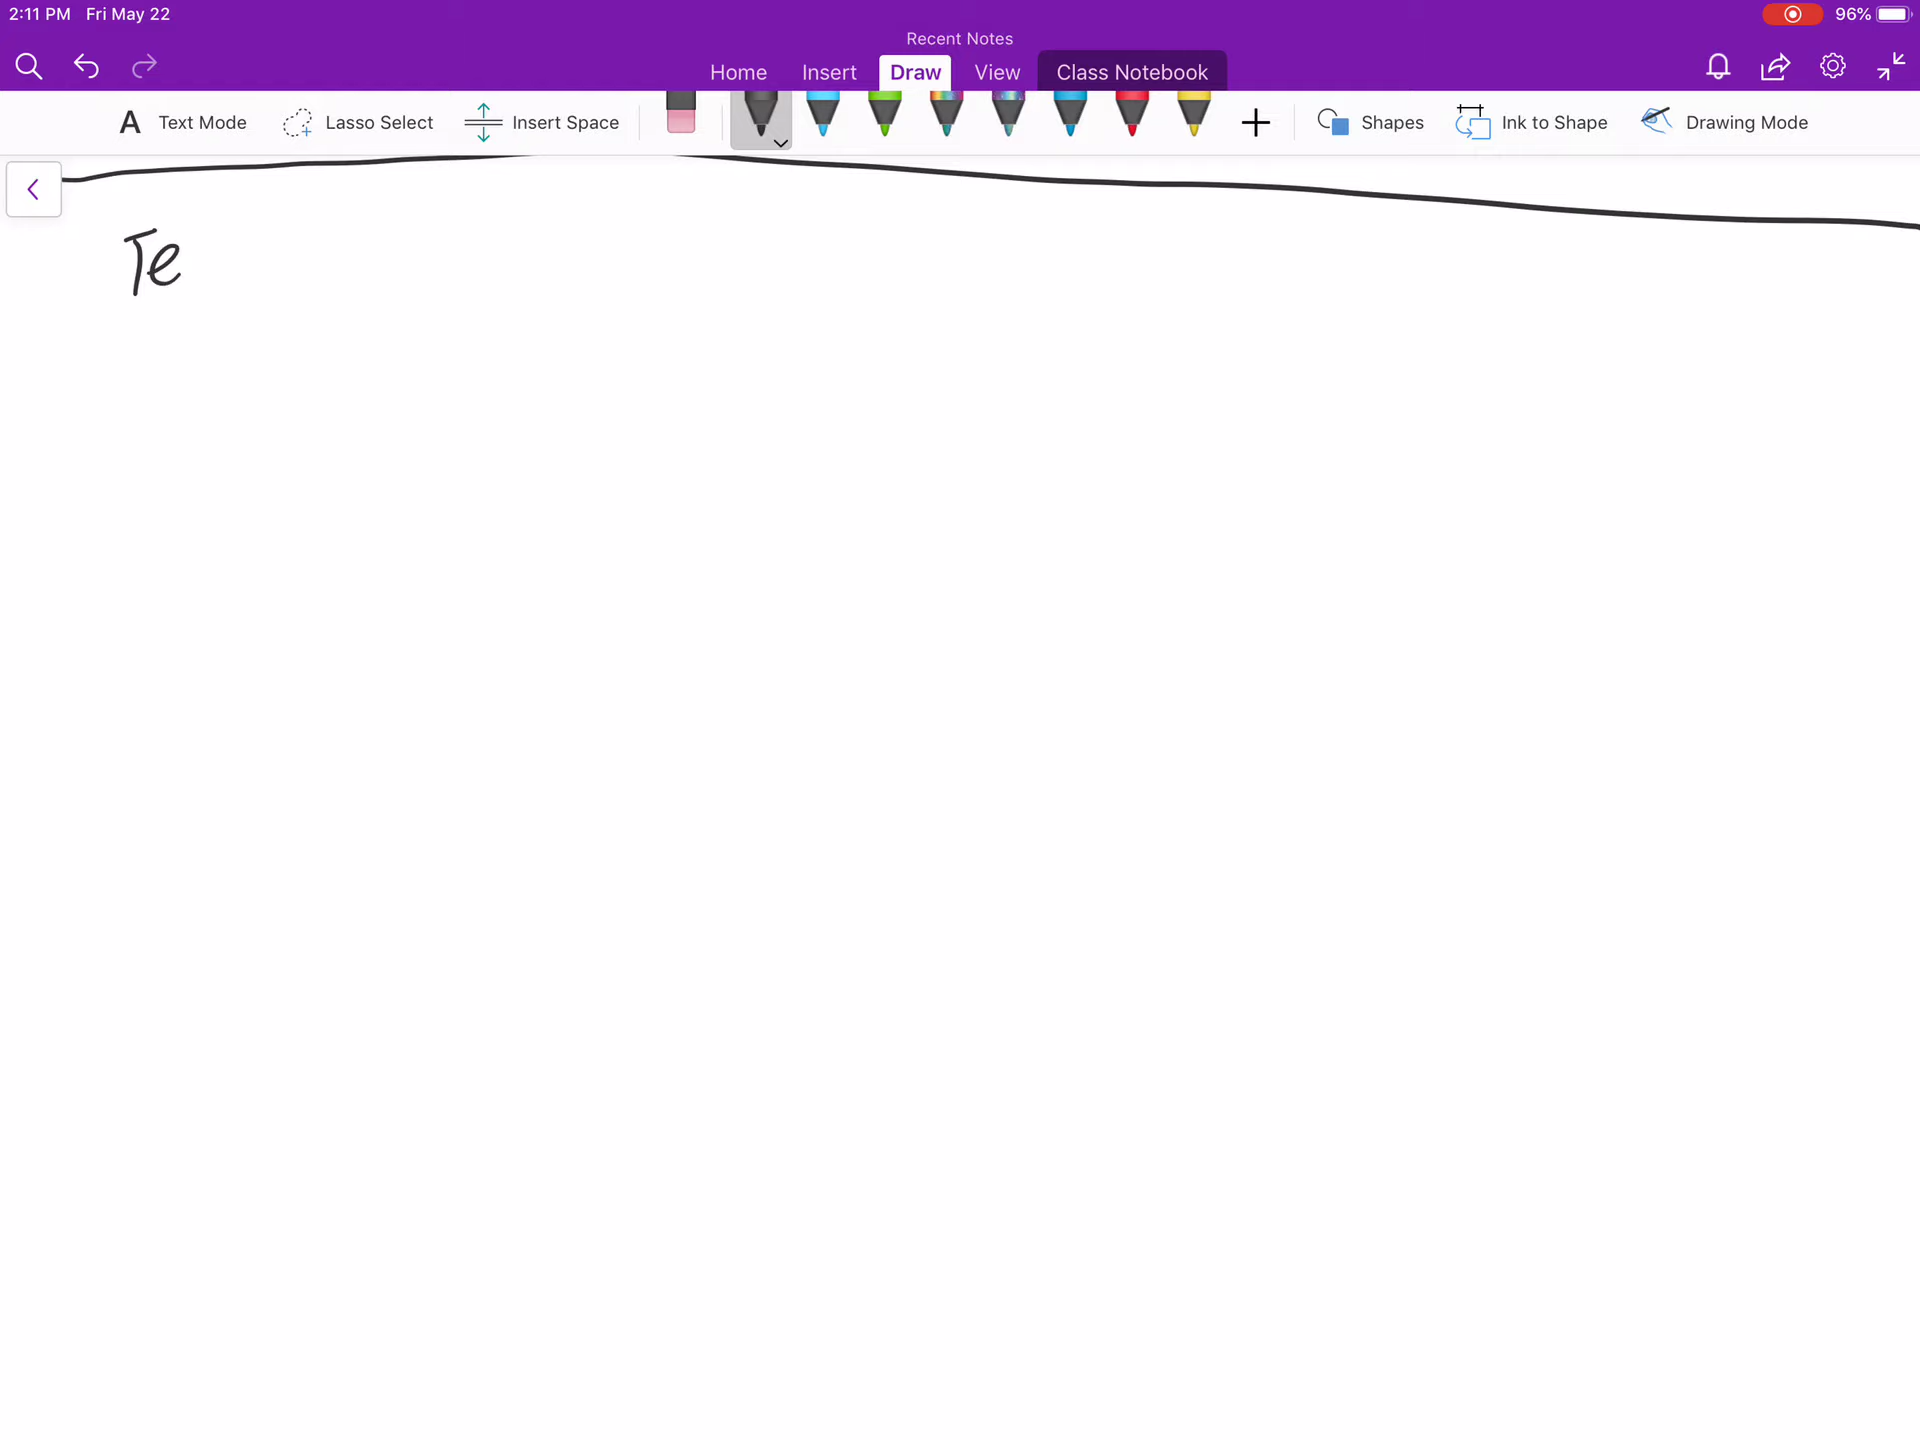 2:11 PM Fri May 22 96%
Recent Notes
Home Insert Draw View Class Notebook
A Text Mode Lasso Select Insert Space Shapes Ink to Shape Drawing Mode
Te